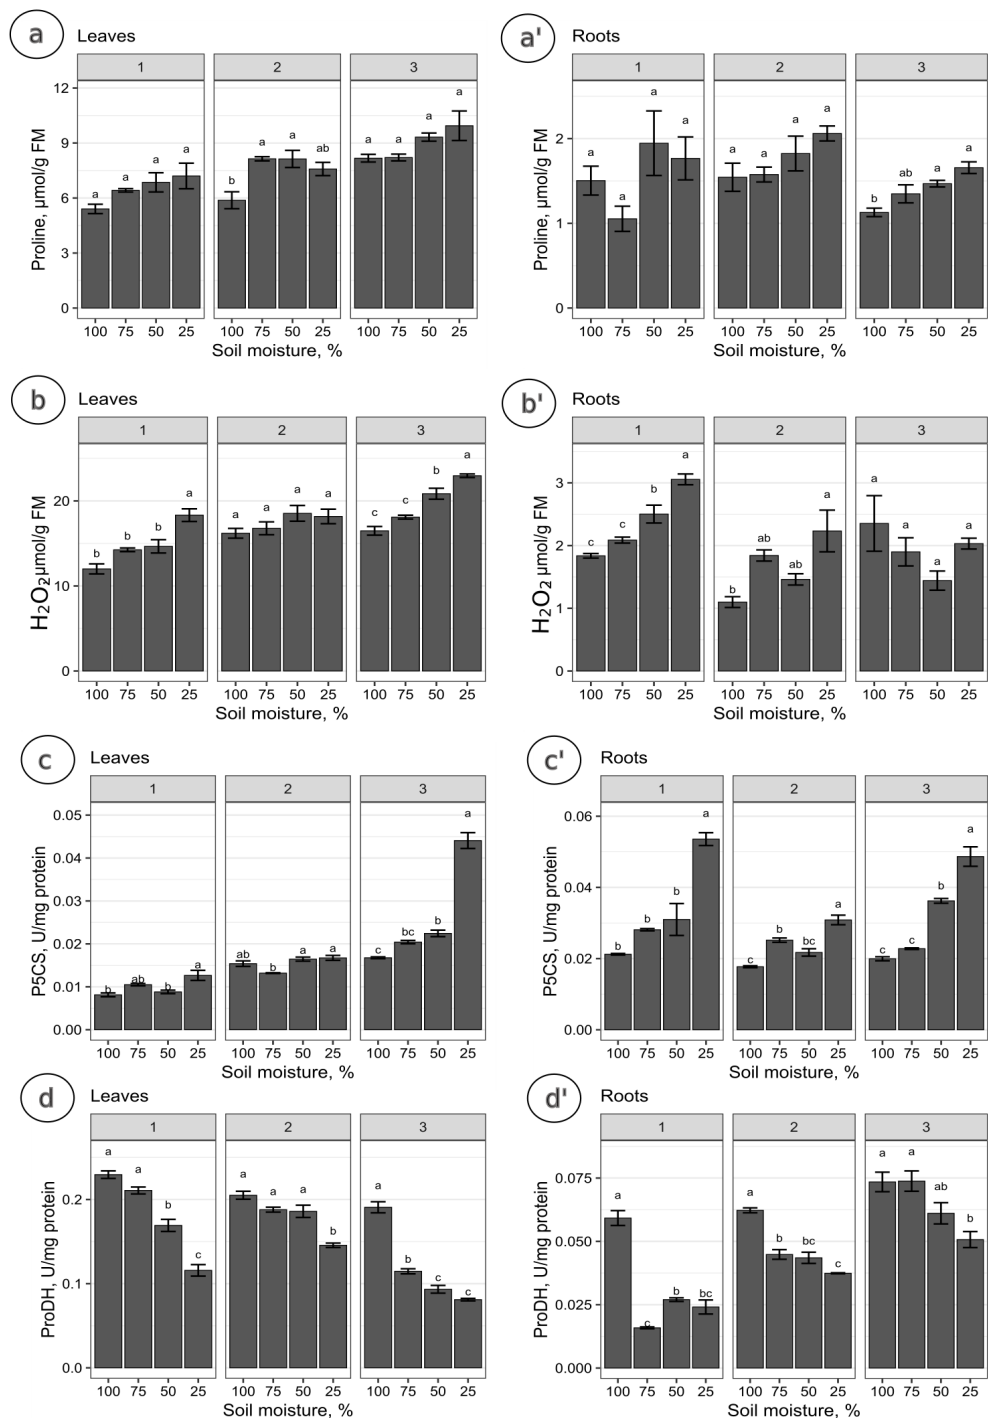 a Leaves
1 2 3
Proline, µmol/g FM
12
9
6
3
0
a a a a
b a a ab
a a a a
100 75 50 25 100 75 50 25 100 75 50 25
Soil moisture, %
a' Roots
1 2 3
Proline, µmol/g FM
2
1
0
a a a a
a a a a
b ab a a
100 75 50 25 100 75 50 25 100 75 50 25
Soil moisture, %
b Leaves
1 2 3
H₂O₂ µmol/g FM
20
10
0
b b b a
a a a a
c c b a
100 75 50 25 100 75 50 25 100 75 50 25
Soil moisture, %
b' Roots
1 2 3
H₂O₂ µmol/g FM
3
2
1
0
c c b a
b ab ab a
a a a a
100 75 50 25 100 75 50 25 100 75 50 25
Soil moisture, %
c Leaves
1 2 3
P5CS, U/mg protein
0.05
0.04
0.03
0.02
0.01
0.00
b ab b a
ab b a a
c bc b a
100 75 50 25 100 75 50 25 100 75 50 25
Soil moisture, %
c' Roots
1 2 3
P5CS, U/mg protein
0.06
0.04
0.02
0.00
b b b a
c b bc a
c c b a
100 75 50 25 100 75 50 25 100 75 50 25
Soil moisture, %
d Leaves
1 2 3
ProDH, U/mg protein
0.2
0.1
0.0
a a b c
a a a b
a b c c
100 75 50 25 100 75 50 25 100 75 50 25
Soil moisture, %
d' Roots
1 2 3
ProDH, U/mg protein
0.075
0.050
0.025
0.000
a c b bc
a b bc c
a a ab b
100 75 50 25 100 75 50 25 100 75 50 25
Soil moisture, %